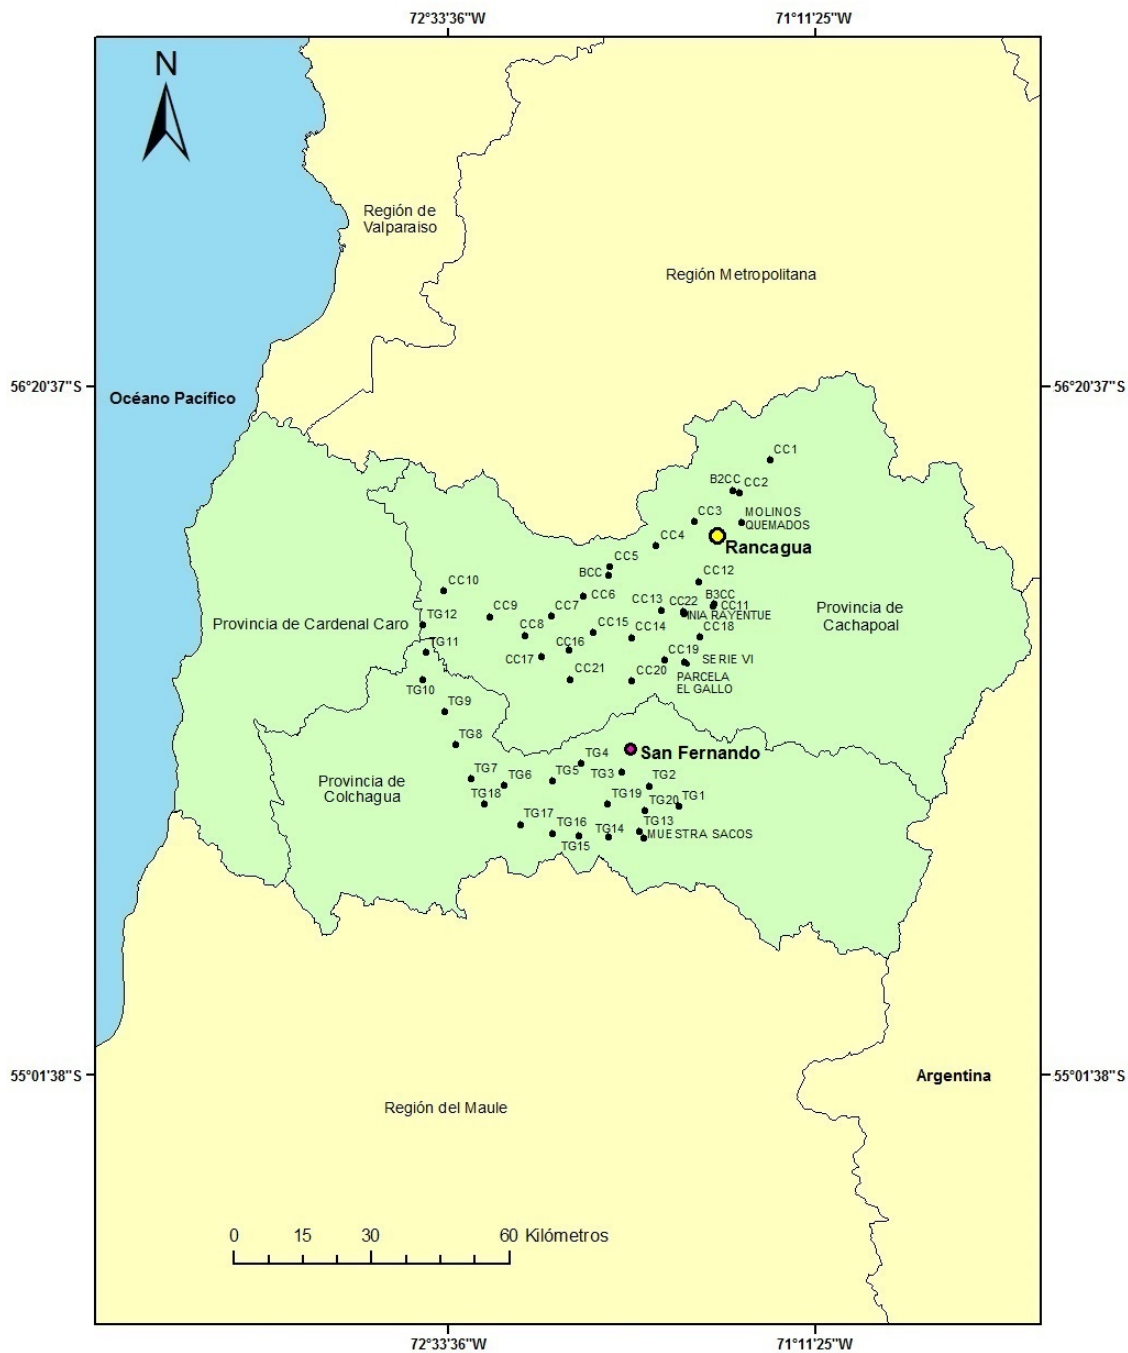 72°33'36"W
71°11'25"W
N
Región de
Valparaiso
Región Metropolitana
56°20'37"S
56°20'37"S
Océano Pacífico
CC1
B2CC
CC2
CC3
MOLINOS
QUEMADOS
CC4
Rancagua
CC5
BCC
CC12
CC10
CC6
B3CC
CC13
CC22
CC11
INIA RAYENTUE
Provincia de
Cachapoal
TG12
CC9
CC7
CC8
CC15
CC14
CC18
Provincia de Cardenal Caro
TG11
CC16
CC17
CC19
SERIE VI
CC21
CC20
PARCELA
EL GALLO
TG10
TG9
TG8
TG4
San Fernando
TG7
TG6
TG5
TG3
TG2
Provincia de
Colchagua
TG18
TG19
TG20
TG1
TG17
TG16
TG14
TG13
MUESTRA SACOS
TG15
55°01'38"S
55°01'38"S
Argentina
Región del Maule
0 15 30 60 Kilómetros
72°33'36"W
71°11'25"W